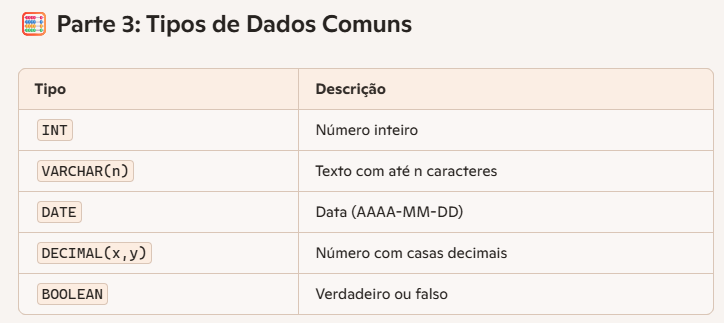 Parte 3: Tipos de Dados Comuns
Tipo Descrição
INT Número inteiro
VARCHAR(n) Texto com até n caracteres
DATE Data (AAAA-MM-DD)
DECIMAL(x,y) Número com casas decimais
BOOLEAN Verdadeiro ou falso